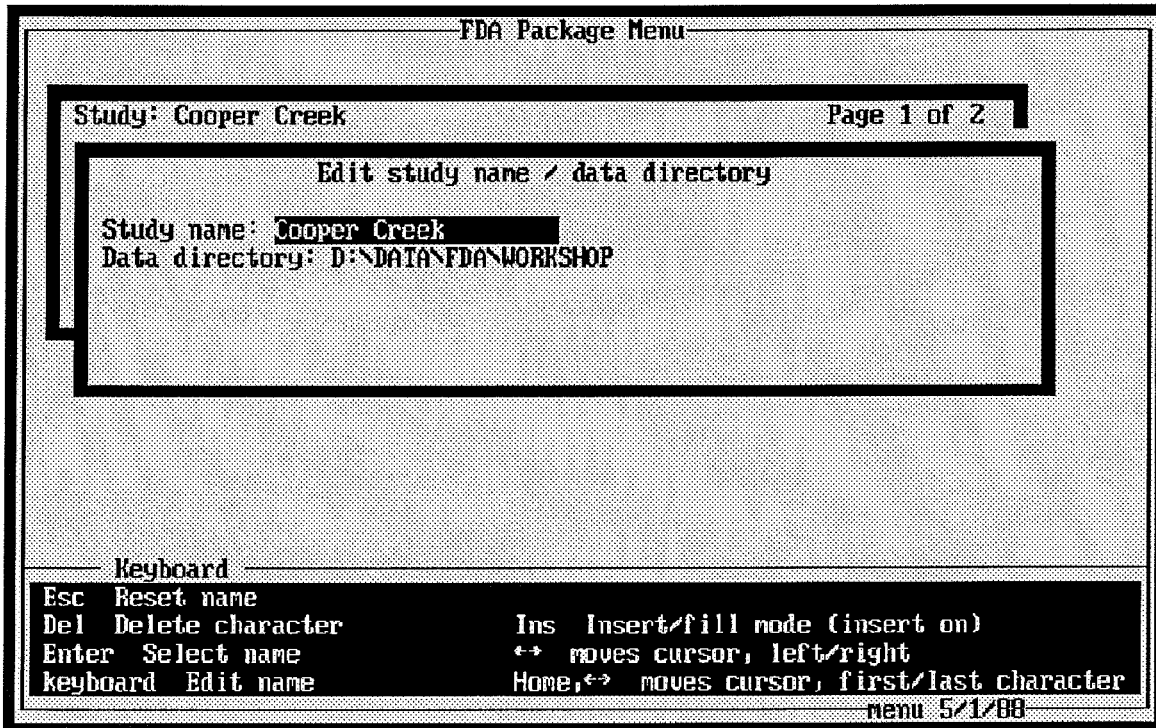 FDA Package Menu
Study: Cooper Creek Page 1 of 2
Edit study name / data directory
Study name: Cooper Creek
Data directory: D:\DATA\FDA\WORKSHOP
Keyboard
Esc Reset name
Del Delete character Ins Insert/fill mode (insert on)
Enter Select name ↔ moves cursor, left/right
keyboard Edit name Home,↔ moves cursor, first/last character
menu 5/1/88